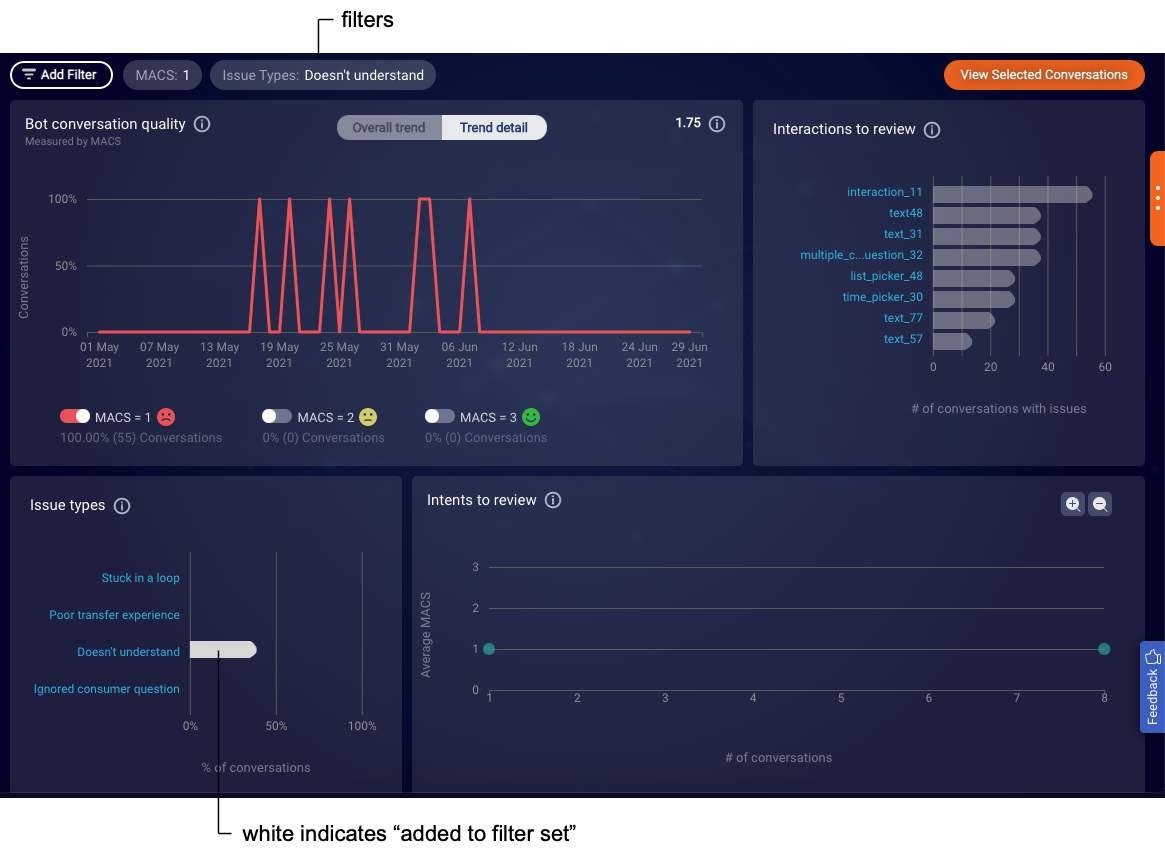 filters
Add Filter
MACS: 1
Issue Types: Doesn't understand
View Selected Conversations
Bot conversation quality
Measured by MACS
Overall trend
Trend detail
1.75
Conversations
100%
50%
0%
01 May 2021
07 May 2021
13 May 2021
19 May 2021
25 May 2021
31 May 2021
06 Jun 2021
12 Jun 2021
18 Jun 2021
24 Jun 2021
29 Jun 2021
MACS = 1
100.00% (55) Conversations
MACS = 2
0% (0) Conversations
MACS = 3
0% (0) Conversations
Interactions to review
interaction_11
text48
text_31
multiple_c...uestion_32
list_picker_48
time_picker_30
text_77
text_57
0 20 40 60
# of conversations with issues
Issue types
Stuck in a loop
Poor transfer experience
Doesn't understand
Ignored consumer question
0% 50% 100%
% of conversations
Intents to review
Average MACS
3
2
1
0
1 2 3 4 5 6 7 8
# of conversations
Feedback
white indicates “added to filter set”